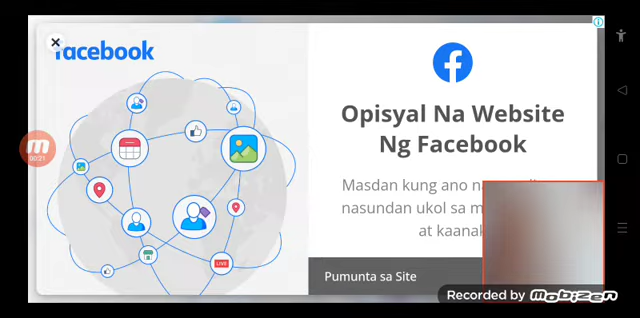 facebook
Opisyal Na Website
Ng Facebook
Masdan kung ano
nasundan ukol sa
at
Pumunta sa Site
LIVE
00:21
Recorded by mobizen